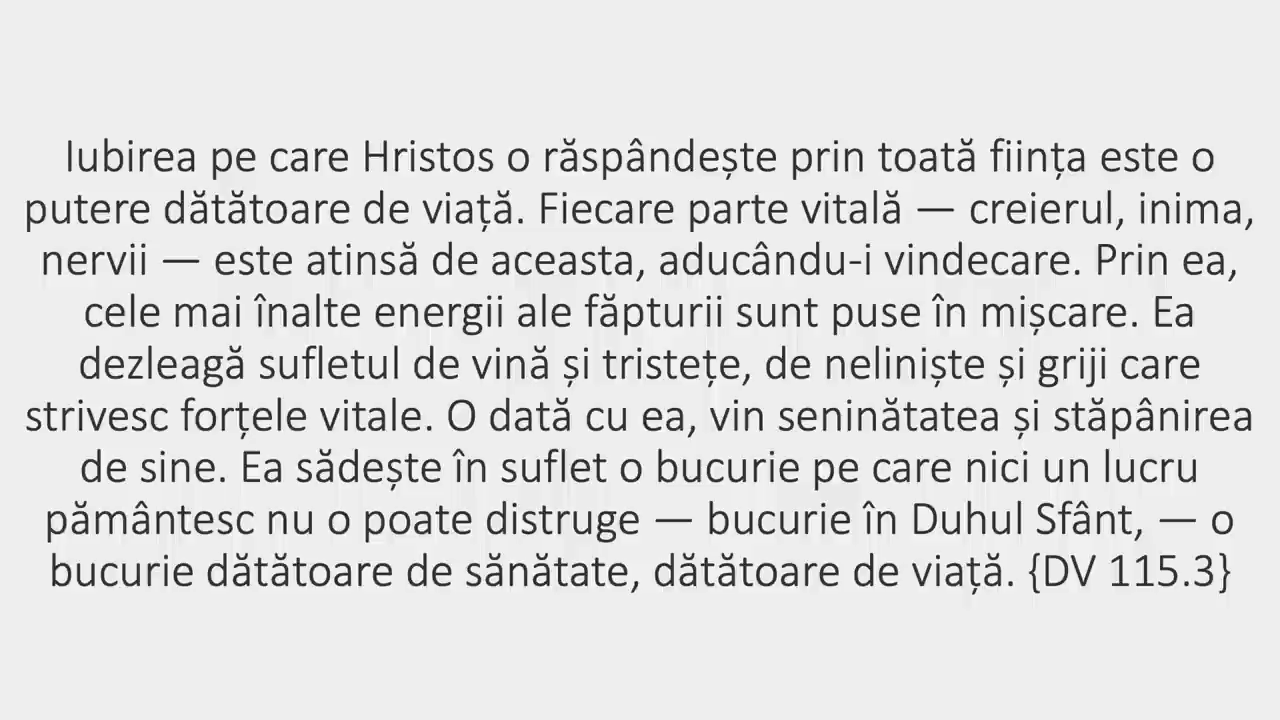 Iubirea pe care Hristos o răspândește prin toată ființa este o
putere dătătoare de viață. Fiecare parte vitală — creierul, inima,
nervii — este atinsă de aceasta, aducându-i vindecare. Prin ea,
cele mai înalte energii ale făpturii sunt puse în mișcare. Ea
dezleagă sufletul de vină și tristețe, de neliniște și griji care
strivesc forțele vitale. O dată cu ea, vin seninătatea și stăpânirea
de sine. Ea sădește în suflet o bucurie pe care nici un lucru
pământesc nu o poate distruge — bucurie în Duhul Sfânt, — o
bucurie dătătoare de sănătate, dătătoare de viață. {DV 115.3}